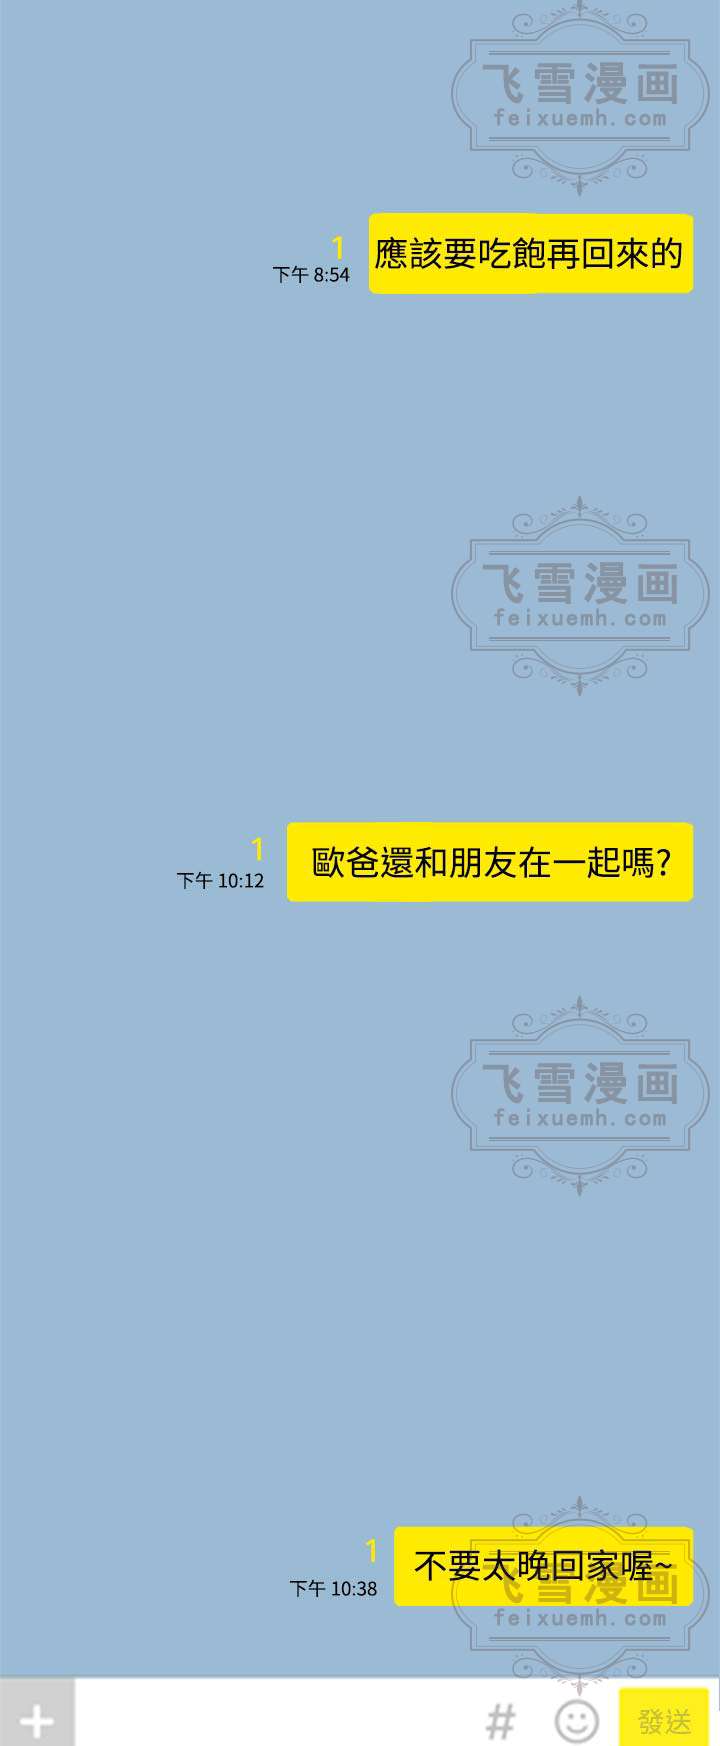 飞雪漫画
feixuemh.com
應該要吃飽再回來的
1
下午 8:54
飞雪漫画
feixuemh.com
歐爸還和朋友在一起嗎?
1
下午 10:12
飞雪漫画
feixuemh.com
不要太晚回家喔~
1
下午 10:38
飞雪漫画
feixuemh.com
+
#
發送